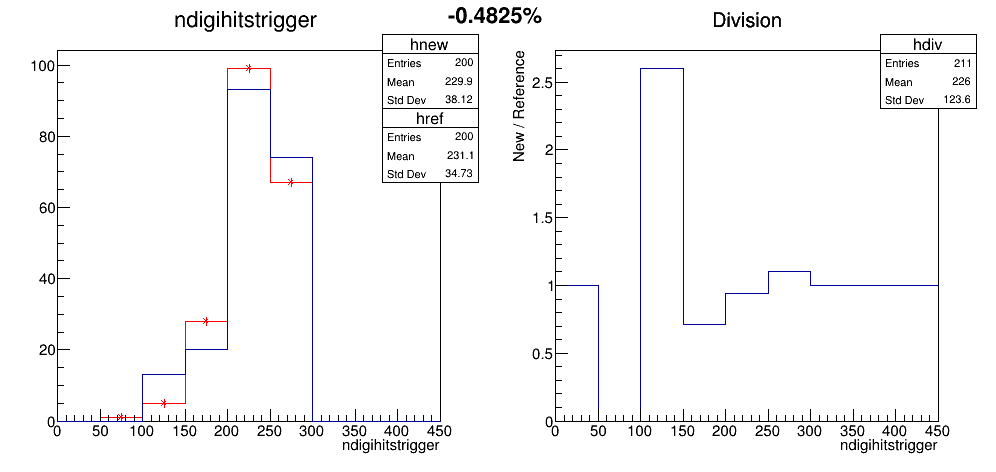 -0.4825%
ndigihitstrigger
hnew
Entries 200
Mean 229.9
Std Dev 38.12
href
Entries 200
Mean 231.1
Std Dev 34.73
100
80
60
40
20
0
0 50 100 150 200 250 300 350 400 450
ndigihitstrigger
Division
hdiv
Entries 211
Mean 226
Std Dev 123.6
New / Reference
2.5
2
1.5
1
0.5
0
0 50 100 150 200 250 300 350 400 450
ndigihitstrigger